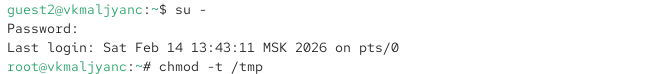 guest2@vkmaljyanc:~$ su -
Password:
Last login: Sat Feb 14 13:43:11 MSK 2026 on pts/0
root@vkmaljyanc:~# chmod -t /tmp